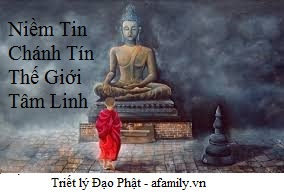 Niềm Tin
Chánh Tín
Thế Giới
Tâm Linh
Triết lý Đạo Phật - afamily.vn